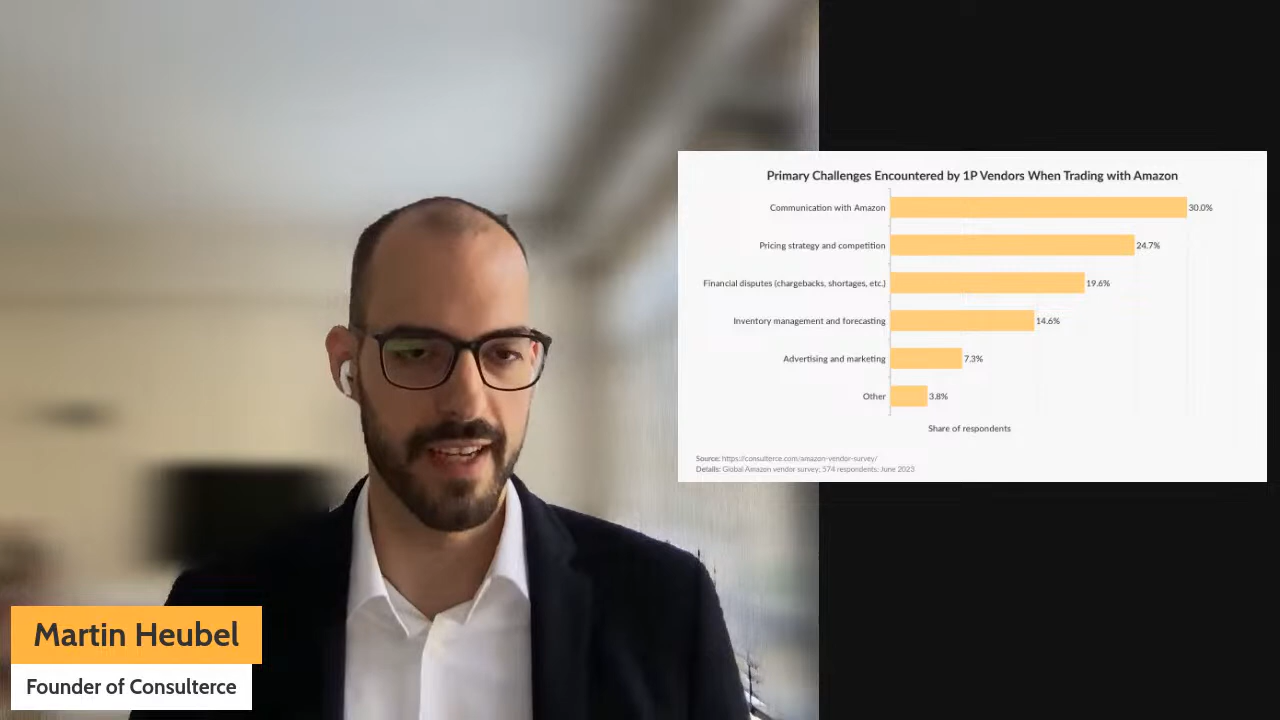 Primary Challenges Encountered by 1P Vendors When Trading with Amazon
Communication with Amazon 30.0%
Pricing strategy and competition 24.7%
Financial disputes (chargebacks, shortages, etc.) 19.6%
Inventory management and forecasting 14.6%
Advertising and marketing 7.3%
Other 3.8%
Share of respondents
Source: https://consulterce.com/amazon-vendor-survey/
Details: Global Amazon vendor survey; 574 respondents; June 2023
Martin Heubel
Founder of Consulterce